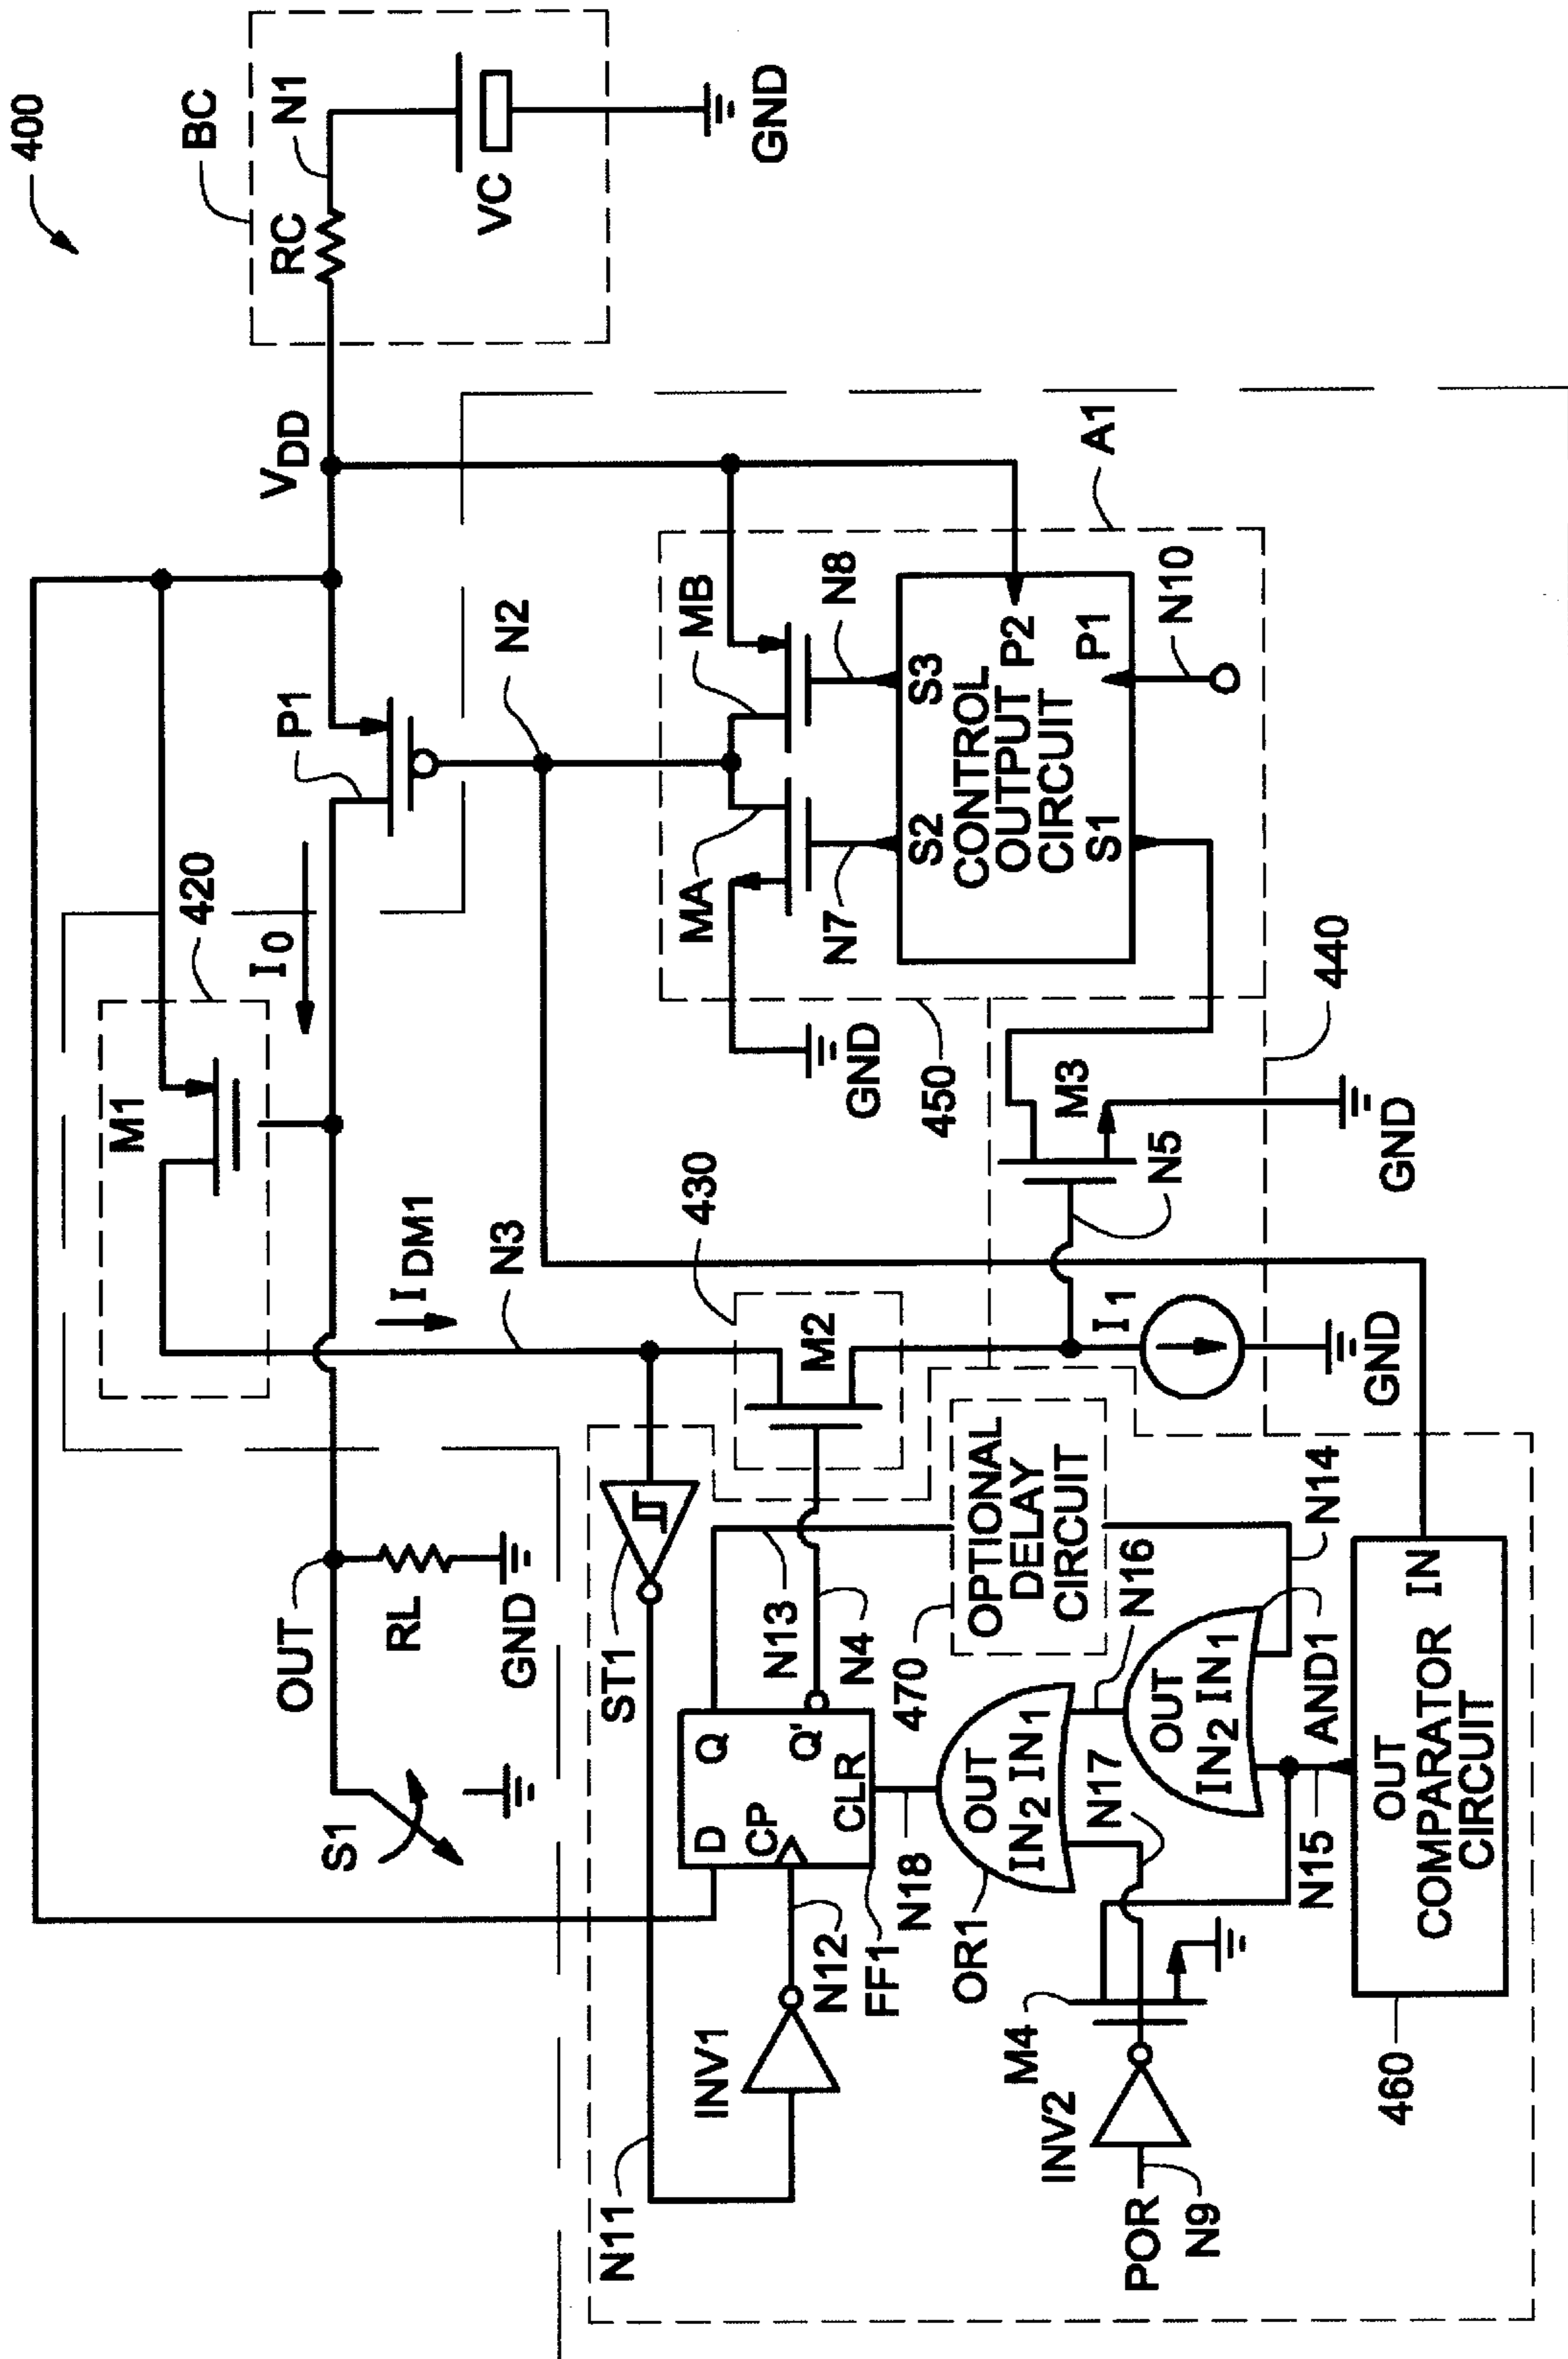 400
BC
RC
N1
VC
GND
VDD
P1
N2
420
M1
I0
IDM1
N3
OUT
RL
GND
S1
A1
MB
N8
MA
N7
S2
S3
CONTROL
OUTPUT
CIRCUIT
P2
P1
S1
N10
GND
450
440
430
M2
M3
N5
GND
I1
GND
ST1
N13
N4
OPTIONAL
DELAY
CIRCUIT
470
N14
N16
D
Q
CP
Q'
CLR
N11
INV1
N12
FF1
N18
OUT
IN2 IN1
OR1
N17
OUT
IN2 IN1
AND1
N15
M4
INV2
POR
N9
OUT
COMPARATOR
CIRCUIT
IN
460